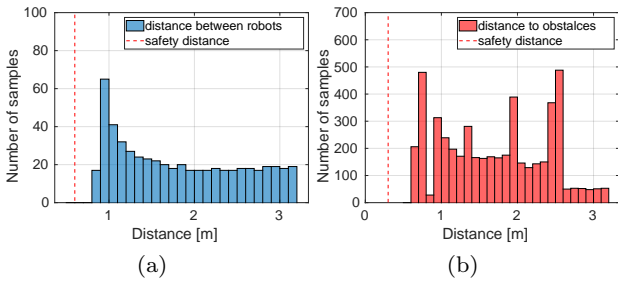 100
80
60
40
20
0
Number of samples
distance between robots
safety distance
1
2
3
Distance [m]
(a)
700
600
500
400
300
200
100
0
Number of samples
distance to obstalces
safety distance
0
1
2
3
Distance [m]
(b)